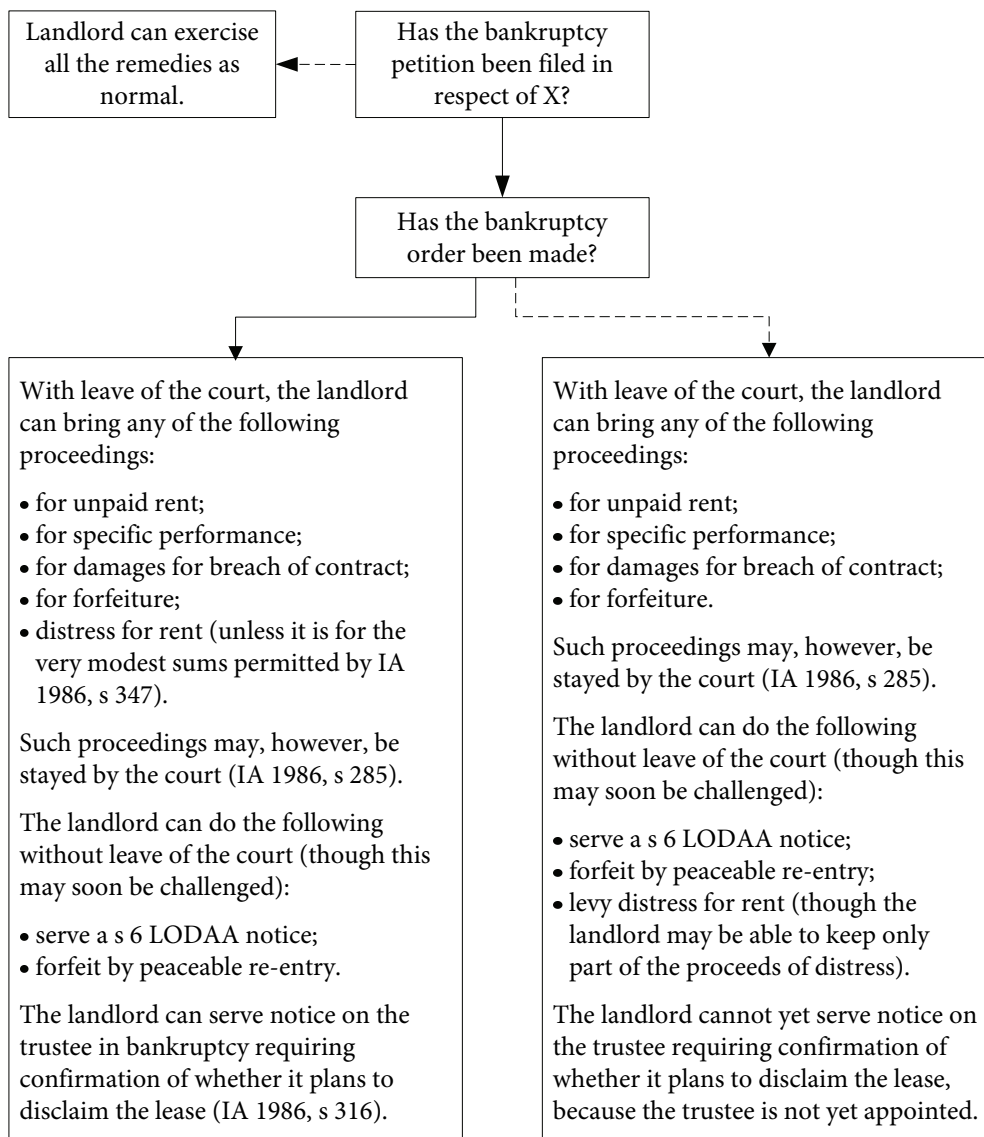 Landlord can exercise
all the remedies as
normal.
Has the bankruptcy
petition been filed in
respect of X?
Has the bankruptcy
order been made?
With leave of the court, the landlord
can bring any of the following
proceedings:
• for unpaid rent;
• for specific performance;
• for damages for breach of contract;
• for forfeiture;
• distress for rent (unless it is for the
very modest sums permitted by IA
1986, s 347).
Such proceedings may, however, be
stayed by the court (IA 1986, s 285).
The landlord can do the following
without leave of the court (though this
may soon be challenged):
• serve a s 6 LODAA notice;
• forfeit by peaceable re-entry.
The landlord can serve notice on the
trustee in bankruptcy requiring
confirmation of whether it plans to
disclaim the lease (IA 1986, s 316).
With leave of the court, the landlord
can bring any of the following
proceedings:
• for unpaid rent;
• for specific performance;
• for damages for breach of contract;
• for forfeiture.
Such proceedings may, however, be
stayed by the court (IA 1986, s 285).
The landlord can do the following
without leave of the court (though this
may soon be challenged):
• serve a s 6 LODAA notice;
• forfeit by peaceable re-entry;
• levy distress for rent (though the
landlord may be able to keep only
part of the proceeds of distress).
The landlord cannot yet serve notice on
the trustee requiring confirmation of
whether it plans to disclaim the lease,
because the trustee is not yet appointed.